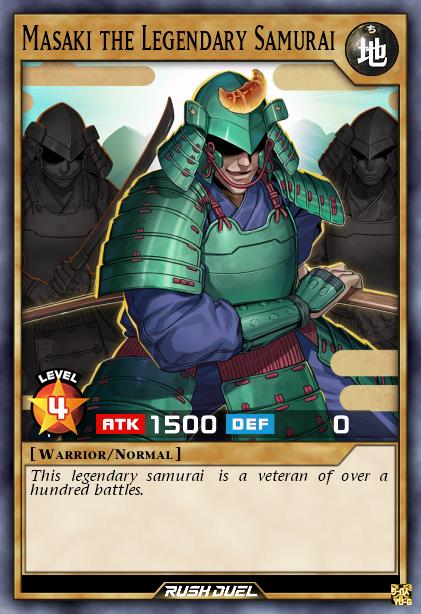 Masaki the Legendary Samurai
ち
地
LEVEL
4
ATK 1500 DEF 0
[Warrior/Normal]
This legendary samurai is a veteran of over a
hundred battles.
RUSH DUEL